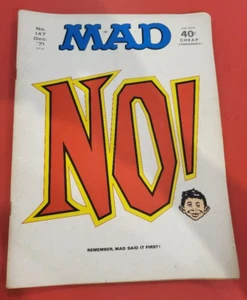 No.
147
Dec.
'71
MAD
40¢
CHEAP
NO!
REMEMBER, MAD SAID IT FIRST!